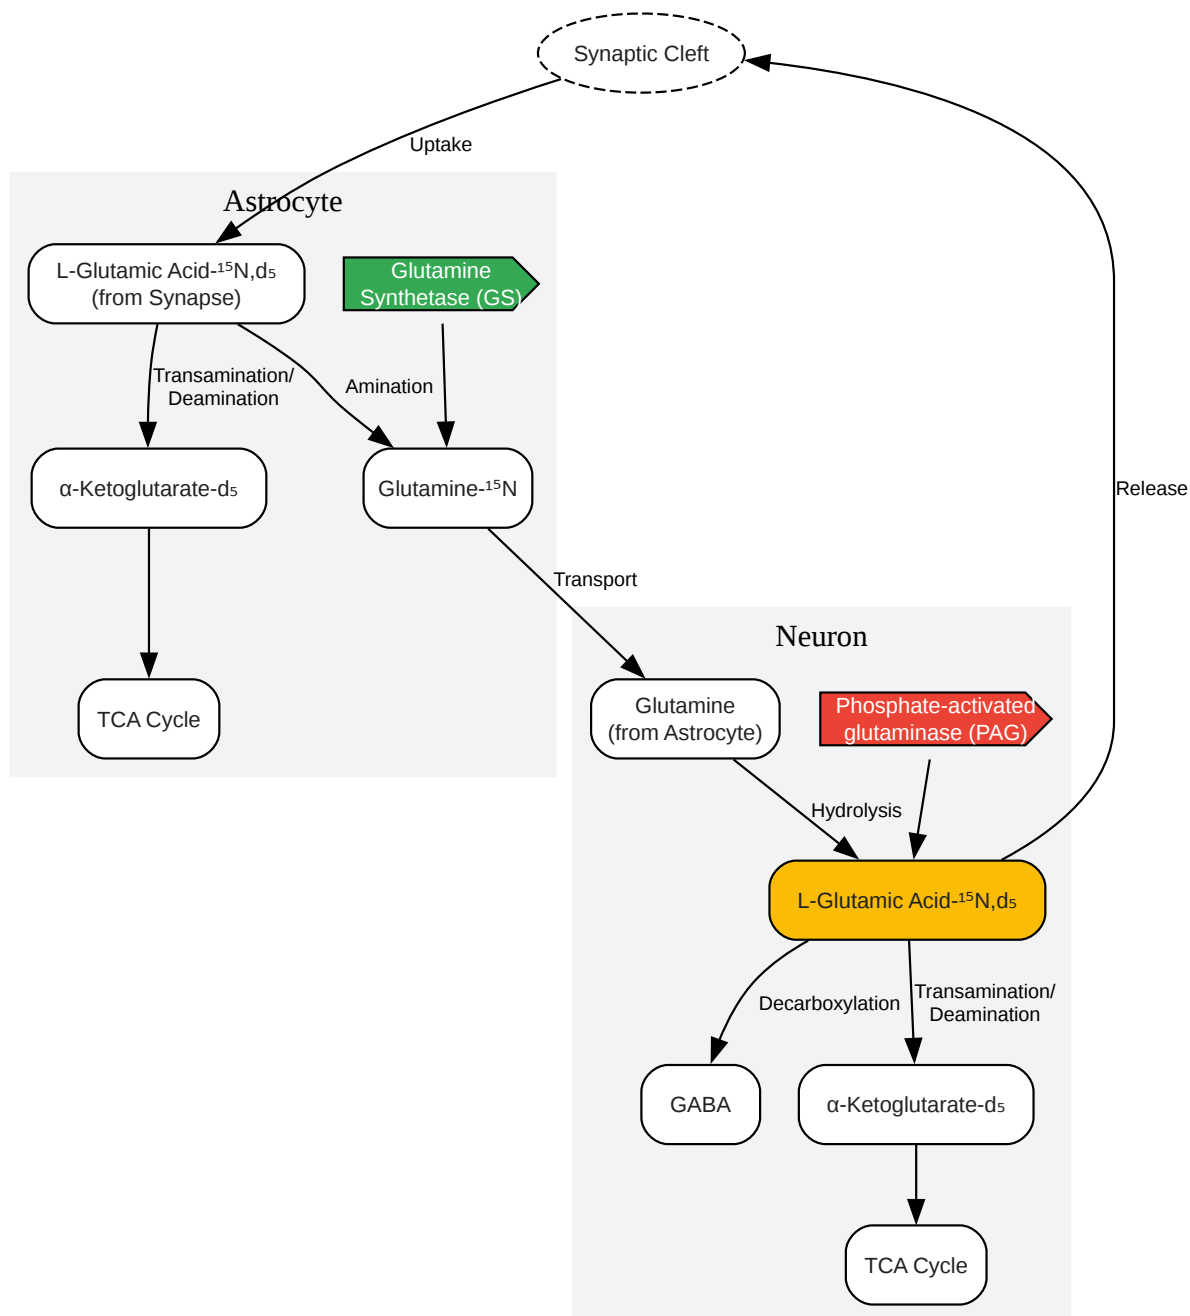 Synaptic Cleft
Uptake
Astrocyte
L-Glutamic Acid-¹⁵N,d₅
(from Synapse)
Glutamine
Synthetase (GS)
Transamination/
Deamination
Amination
α-Ketoglutarate-d₅
Glutamine-¹⁵N
Release
Transport
Neuron
TCA Cycle
Glutamine
(from Astrocyte)
Phosphate-activated
glutaminase (PAG)
Hydrolysis
L-Glutamic Acid-¹⁵N,d₅
Decarboxylation
Transamination/
Deamination
GABA
α-Ketoglutarate-d₅
TCA Cycle